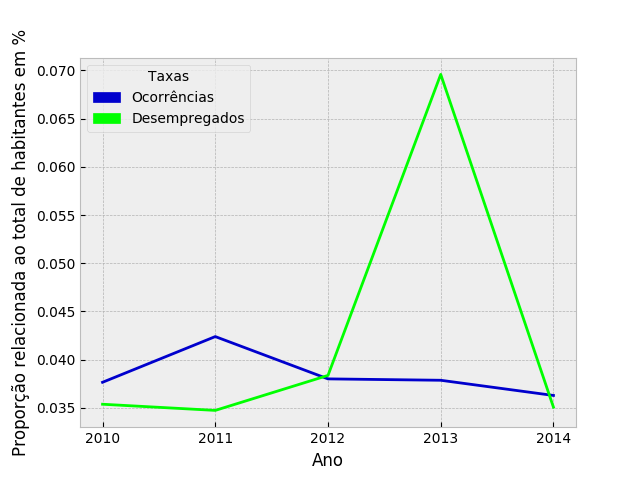 Proporção relacionada ao total de habitantes em %
0.070
0.065
0.060
0.055
0.050
0.045
0.040
0.035
Taxas
Ocorrências
Desempregados
2010 2011 2012 2013 2014
Ano